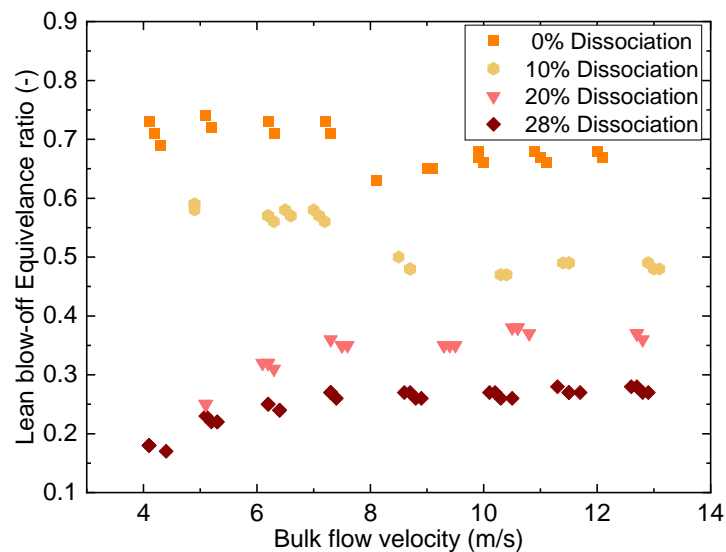 0.9
0.8
0.7
0.6
0.5
0.4
0.3
0.2
0.1
Lean blow-off Equivelance ratio (-)
0% Dissociation
10% Dissociation
20% Dissociation
28% Dissociation
4 6 8 10 12 14
Bulk flow velocity (m/s)